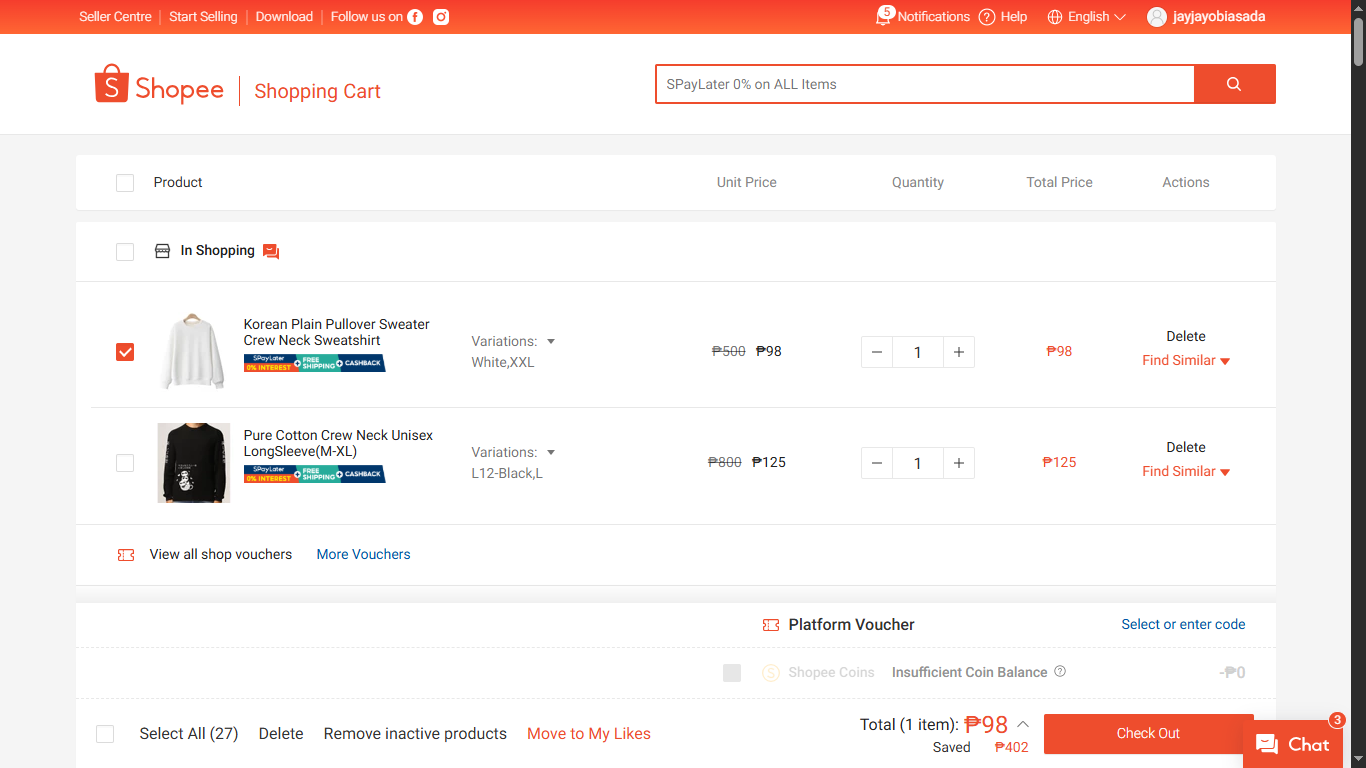 Seller Centre Start Selling Download Follow us on
5 Notifications Help English jayjayobiasada
Shopee Shopping Cart
SPayLater 0% on ALL Items
Product Unit Price Quantity Total Price Actions
In Shopping
Korean Plain Pullover Sweater
Crew Neck Sweatshirt
SPayLater
0% INTEREST + FREE SHIPPING + CASHBACK
Variations:
White,XXL
₱500 ₱98
1
₱98
Delete
Find Similar
Pure Cotton Crew Neck Unisex
LongSleeve(M-XL)
SPayLater
0% INTEREST + FREE SHIPPING + CASHBACK
Variations:
L12-Black,L
₱800 ₱125
1
₱125
Delete
Find Similar
View all shop vouchers More Vouchers
Platform Voucher Select or enter code
Shopee Coins Insufficient Coin Balance -₱0
Select All (27) Delete Remove inactive products Move to My Likes
Total (1 item): ₱98
Saved ₱402
Check Out
Chat 3